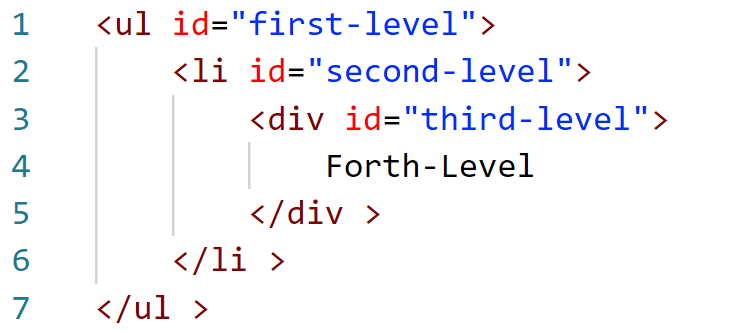 1 <ul id="first-level">
2 <li id="second-level">
3 <div id="third-level">
4 Forth-Level
5 </div >
6 </li >
7 </ul >